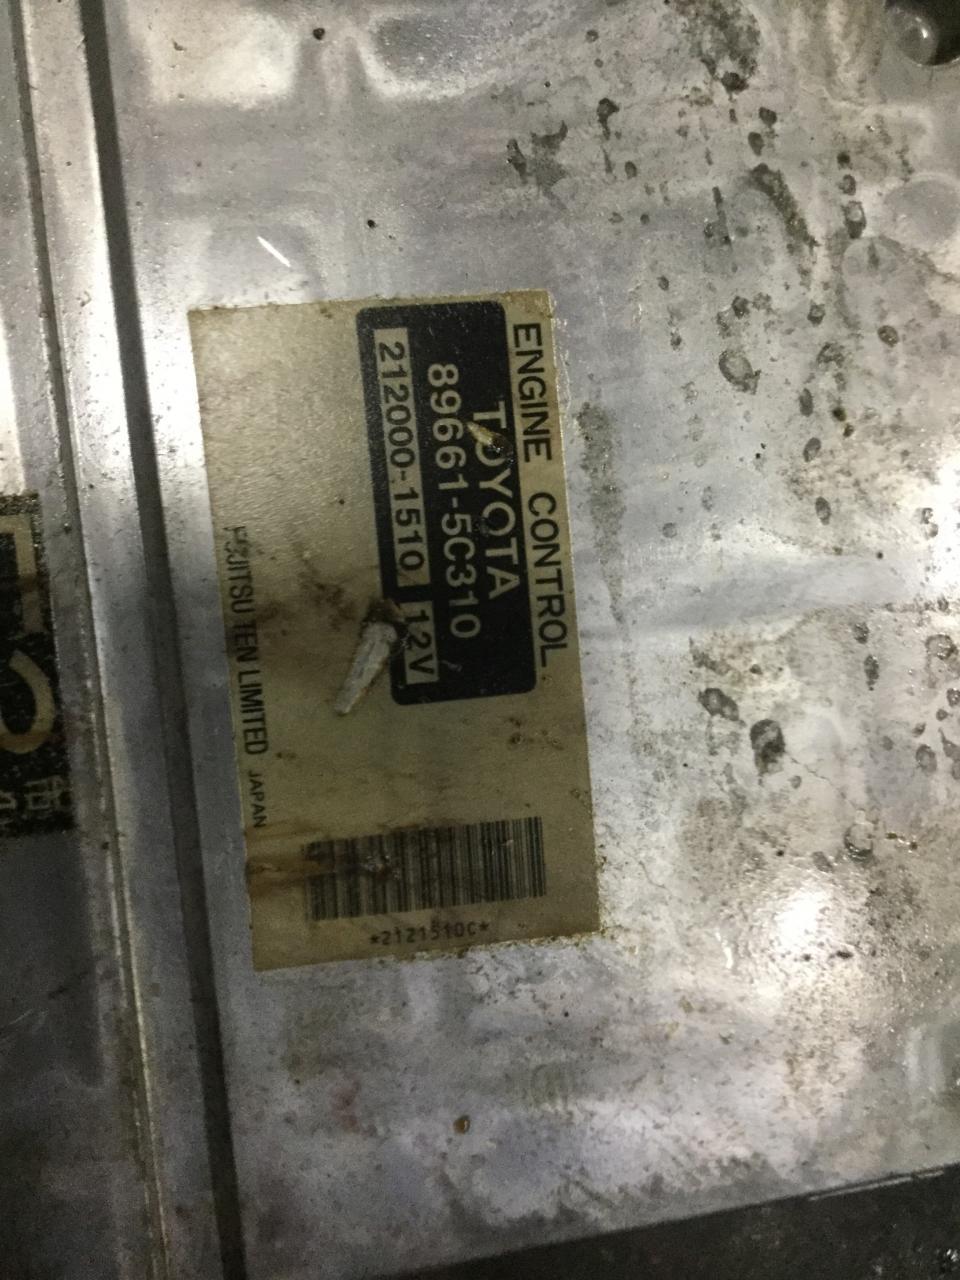 ENGINE CONTROL
TOYOTA
89661-5C310
212000-1510 12V
FUJITSU TEN LIMITED JAPAN
*2121510C*